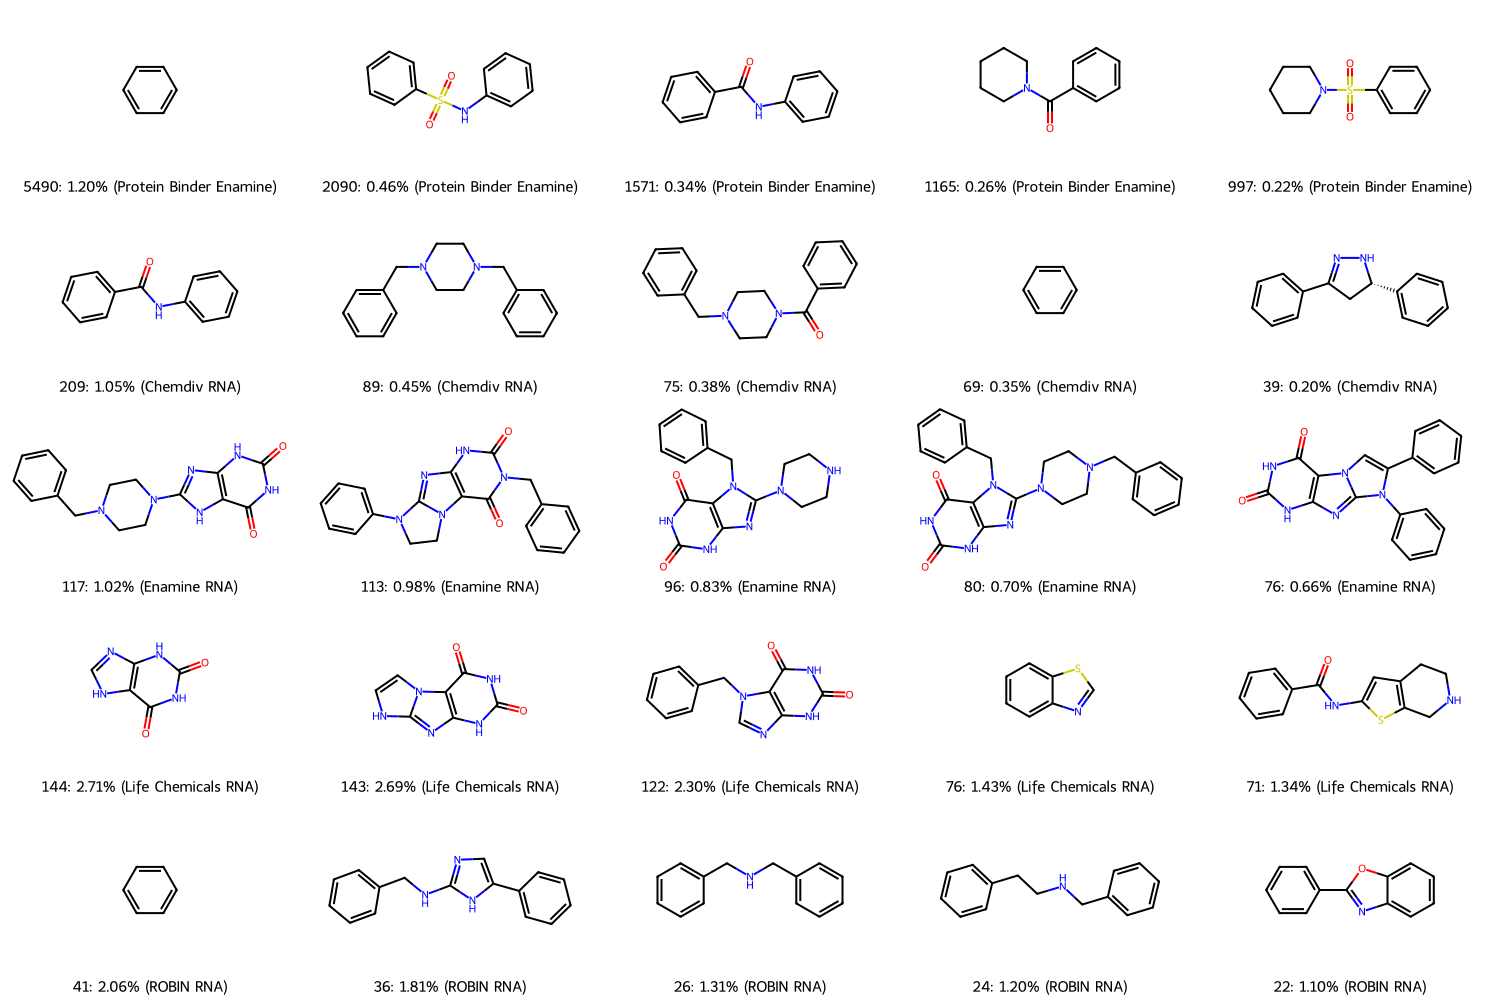 5490: 1.20% (Protein Binder Enamine)
2090: 0.46% (Protein Binder Enamine)
1571: 0.34% (Protein Binder Enamine)
1165: 0.26% (Protein Binder Enamine)
997: 0.22% (Protein Binder Enamine)
209: 1.05% (Chemdiv RNA)
89: 0.45% (Chemdiv RNA)
75: 0.38% (Chemdiv RNA)
69: 0.35% (Chemdiv RNA)
39: 0.20% (Chemdiv RNA)
117: 1.02% (Enamine RNA)
113: 0.98% (Enamine RNA)
96: 0.83% (Enamine RNA)
80: 0.70% (Enamine RNA)
76: 0.66% (Enamine RNA)
144: 2.71% (Life Chemicals RNA)
143: 2.69% (Life Chemicals RNA)
122: 2.30% (Life Chemicals RNA)
76: 1.43% (Life Chemicals RNA)
71: 1.34% (Life Chemicals RNA)
41: 2.06% (ROBIN RNA)
36: 1.81% (ROBIN RNA)
26: 1.31% (ROBIN RNA)
24: 1.20% (ROBIN RNA)
22: 1.10% (ROBIN RNA)